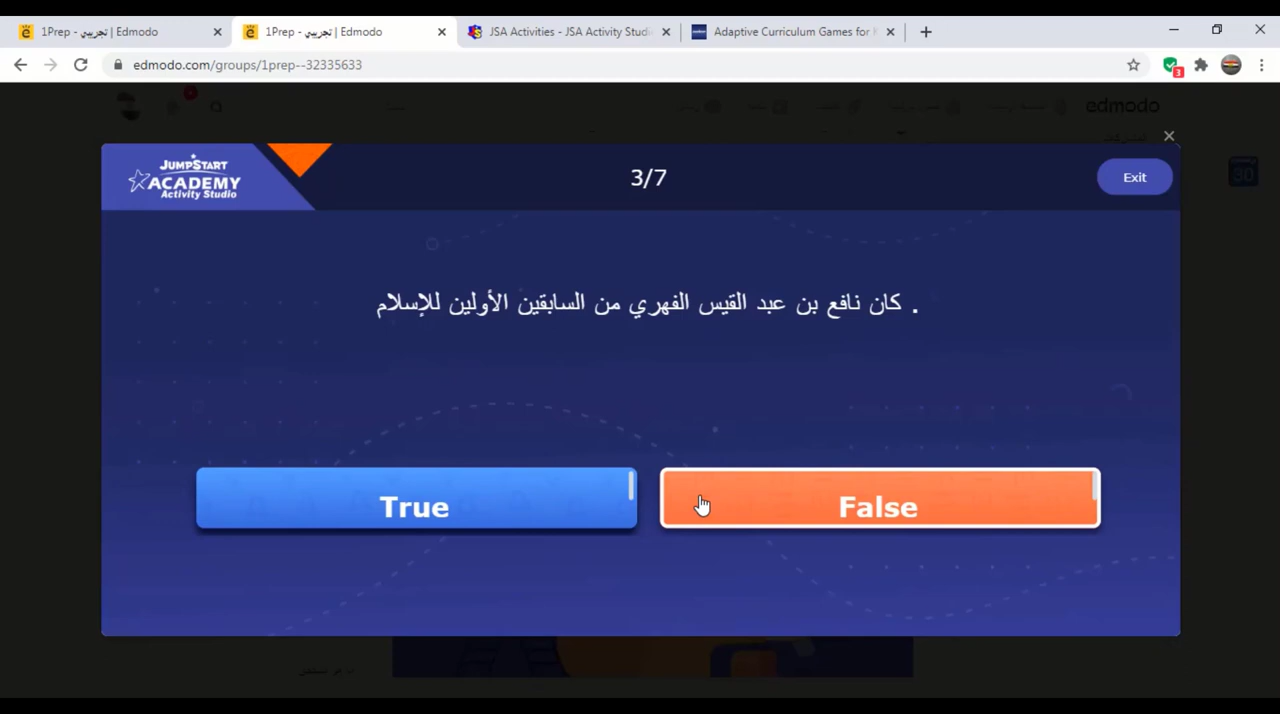 1Prep - تجريبي | Edmodo
1Prep - تجريبي | Edmodo
JSA Activities - JSA Activity Studi
Adaptive Curriculum Games for
edmodo.com/groups/1prep--32335633
3
edmodo
JUMPSTART
ACADEMY
Activity Studio
3/7
Exit
30
. كان نافع بن عبد القيس الفهري من السابقين الأولين للإسلام
True
False